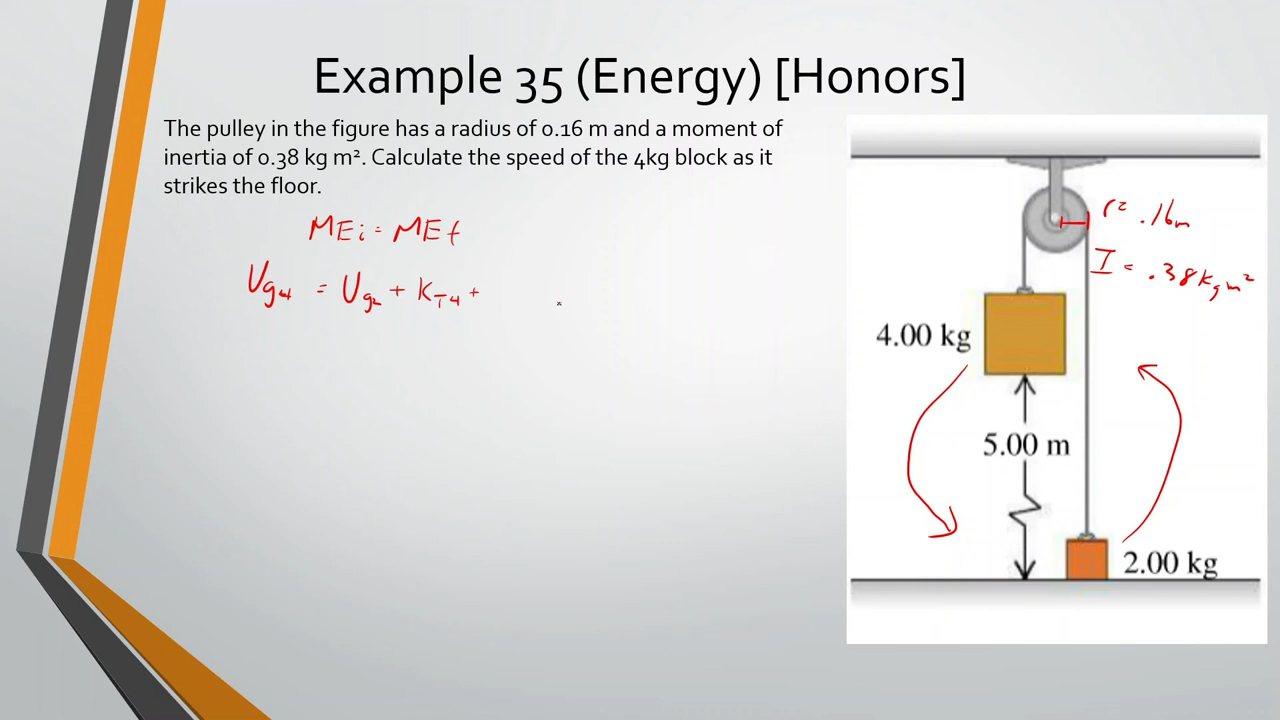 Example 35 (Energy) [Honors]
The pulley in the figure has a radius of 0.16 m and a moment of
inertia of 0.38 kg m². Calculate the speed of the 4kg block as it
strikes the floor.
MEi = MEf
Ug4 = Ug2 + KT4 +
r = .16m
I = .38kgm²
4.00 kg
5.00 m
2.00 kg